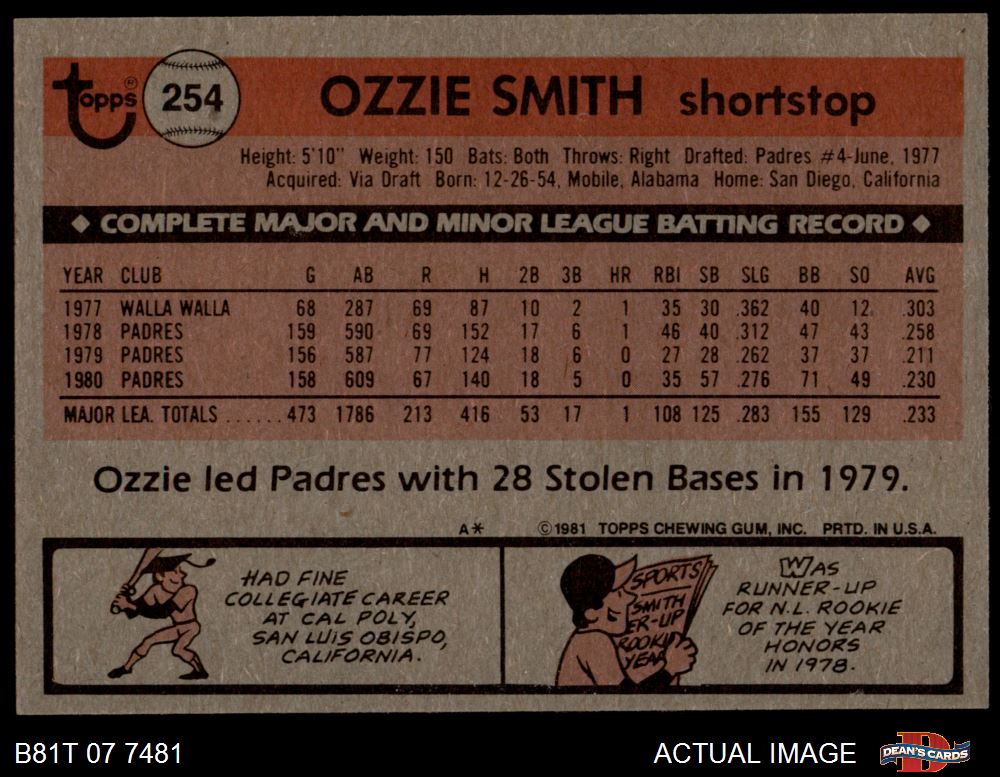 Topps® 254 OZZIE SMITH shortstop
Height: 5'10" Weight: 150 Bats: Both Throws: Right Drafted: Padres #4-June, 1977
Acquired: Via Draft Born: 12-26-54, Mobile, Alabama Home: San Diego, California
◆ COMPLETE MAJOR AND MINOR LEAGUE BATTING RECORD ◆
YEAR CLUB G AB R H 2B 3B HR RBI SB SLG BB SO AVG
1977 WALLA WALLA 68 287 69 87 10 2 1 35 30 .362 40 12 .303
1978 PADRES 159 590 69 152 17 6 1 46 40 .312 47 43 .258
1979 PADRES 156 587 77 124 18 6 0 27 28 .262 37 37 .211
1980 PADRES 158 609 67 140 18 5 0 35 57 .276 71 49 .230
MAJOR LEA. TOTALS ...... 473 1786 213 416 53 17 1 108 125 .283 155 129 .233
Ozzie led Padres with 28 Stolen Bases in 1979.
A* ©1981 TOPPS CHEWING GUM, INC. PRTD. IN U.S.A.
HAD FINE
COLLEGIATE CAREER
AT CAL POLY,
SAN LUIS OBISPO,
CALIFORNIA.
SPORTS
SMITH
ER-UP
ROOKI
YEAR
WAS
RUNNER-UP
FOR N.L. ROOKIE
OF THE YEAR
HONORS
IN 1978.
B81T 07 7481 ACTUAL IMAGE D DEAN'S CARDS